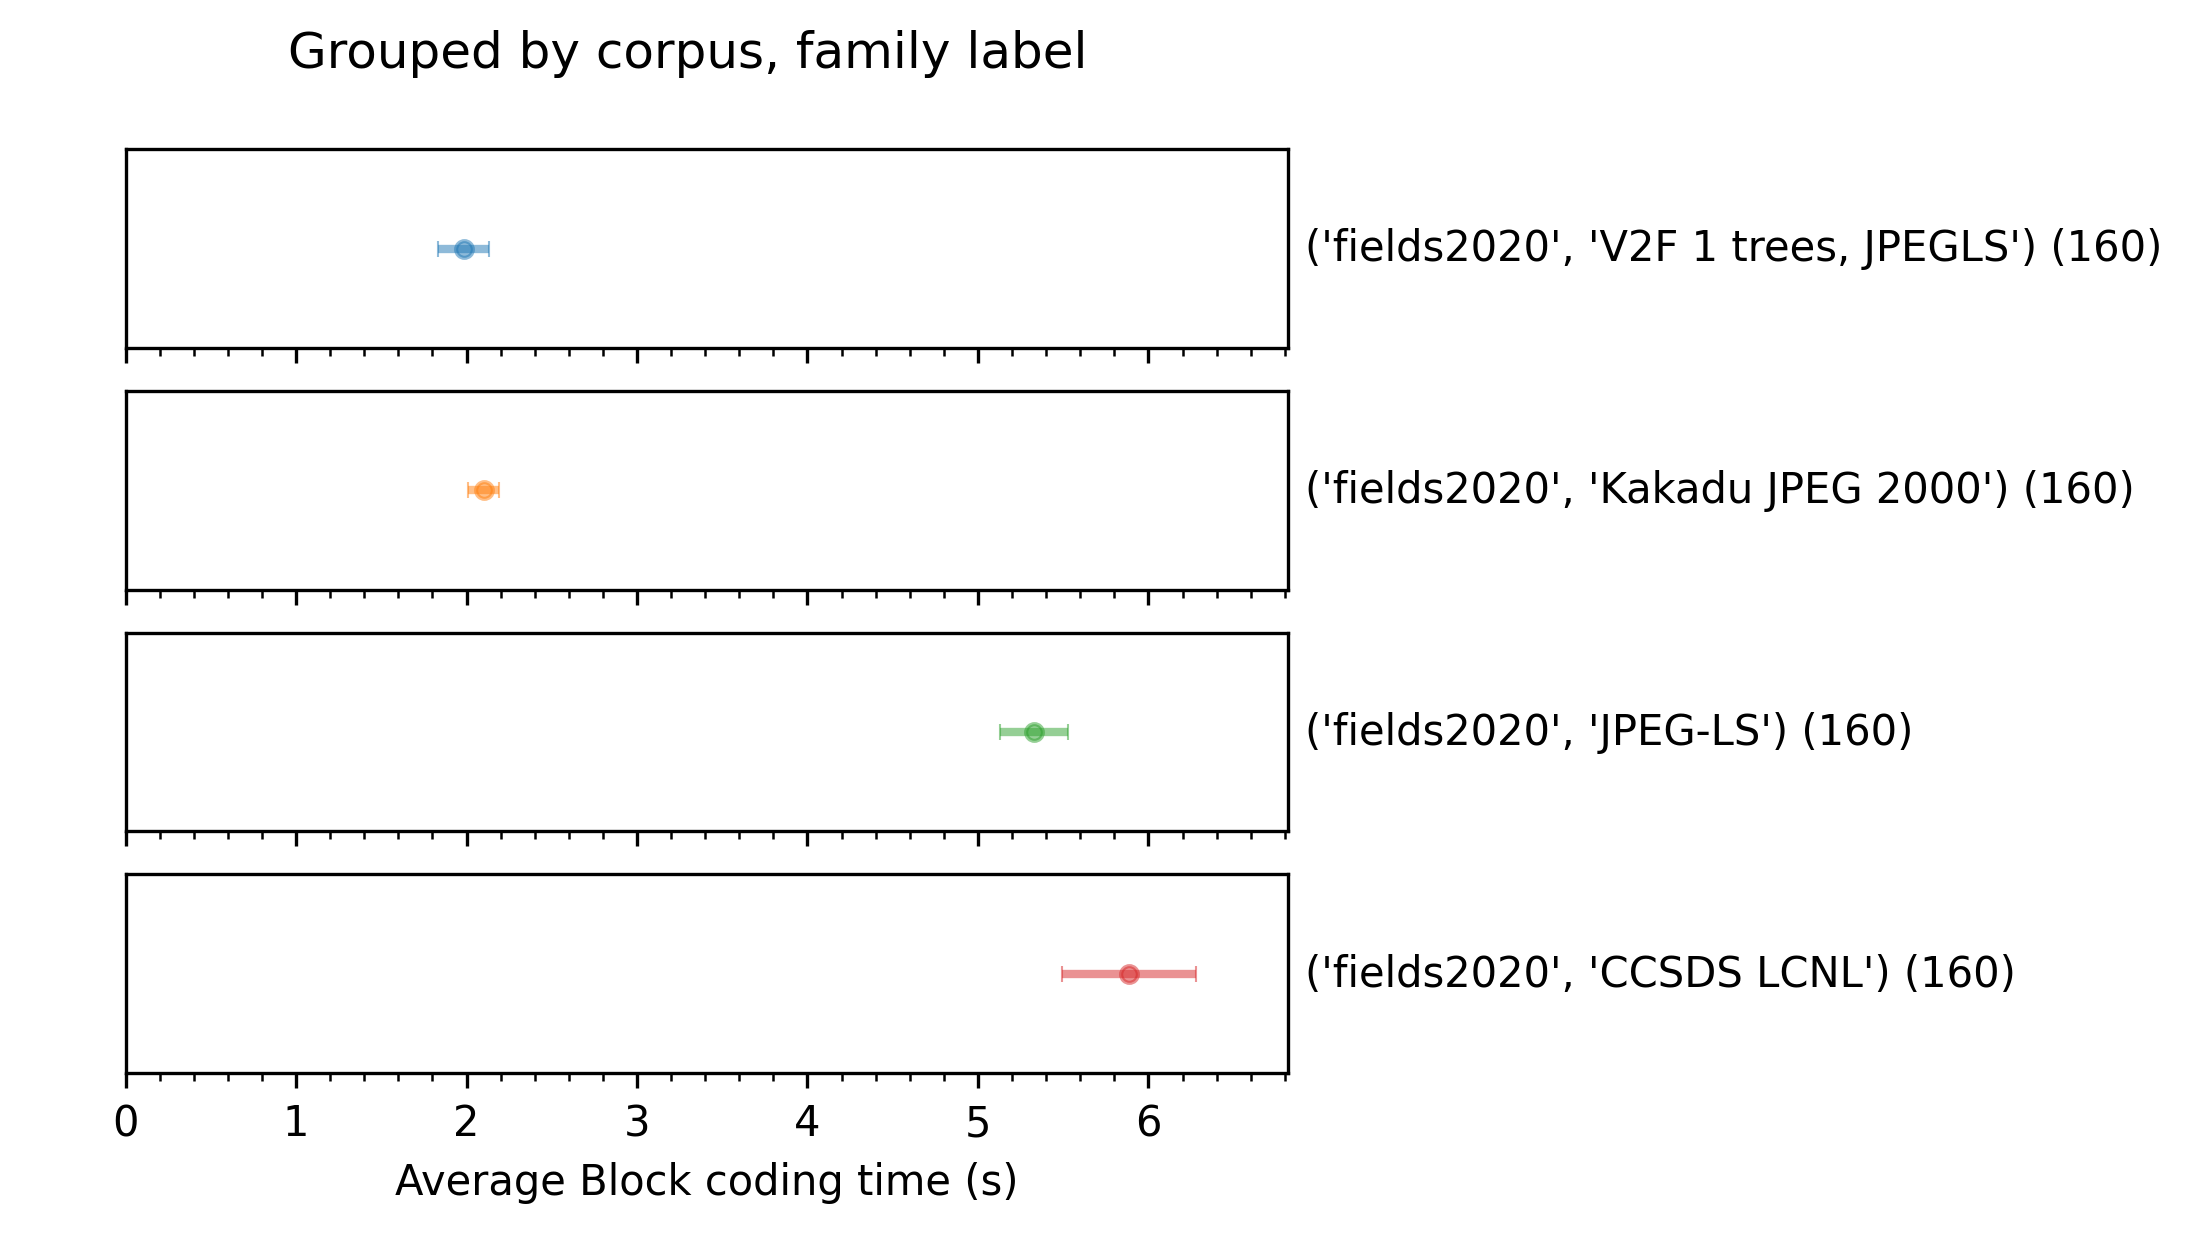 Grouped by corpus, family label
('fields2020', 'V2F 1 trees, JPEGLS') (160)
('fields2020', 'Kakadu JPEG 2000') (160)
('fields2020', 'JPEG-LS') (160)
('fields2020', 'CCSDS LCNL') (160)
0 1 2 3 4 5 6
Average Block coding time (s)